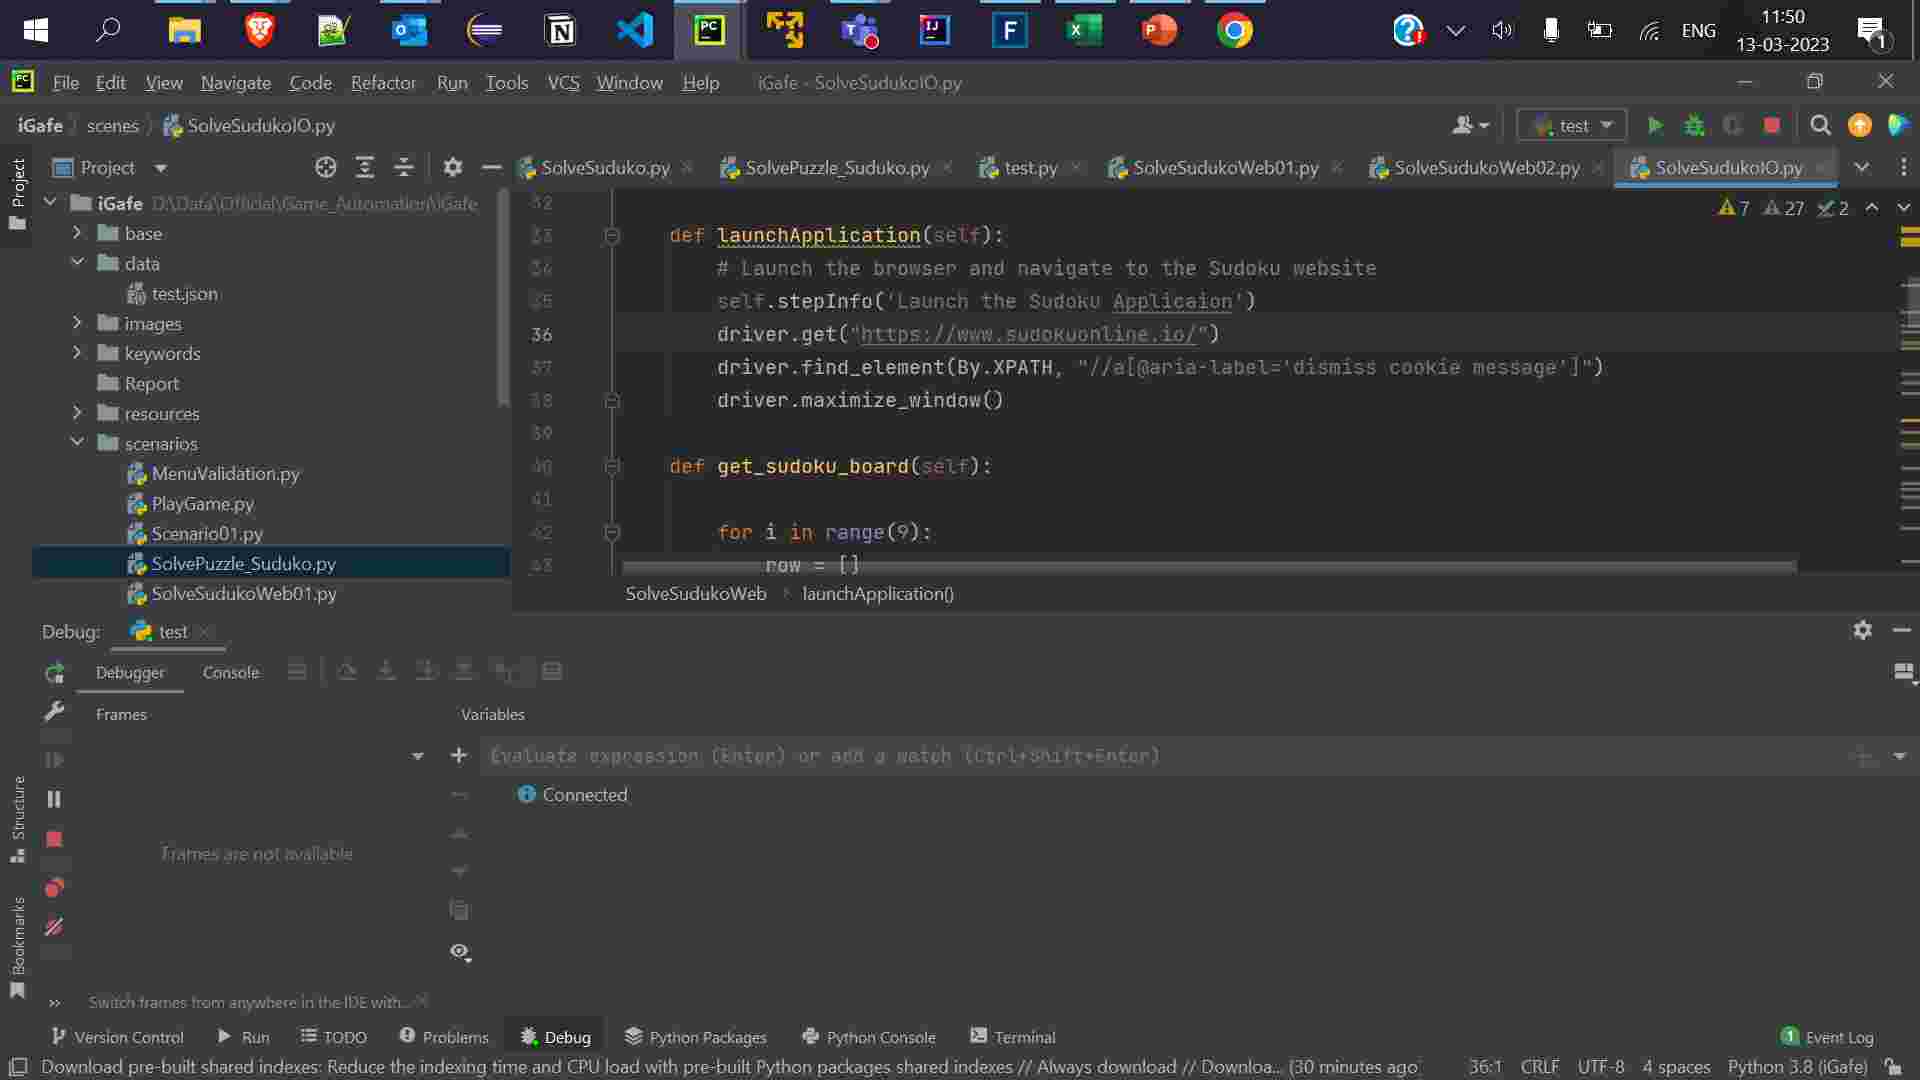 ENG
11:50
13-03-2023
1
File Edit View Navigate Code Refactor Run Tools VCS Window Help iGafe - SolveSudukoIO.py
iGafe scenes SolveSudukoIO.py
test
Project
Project
SolveSuduko.py SolvePuzzle_Suduko.py test.py SolveSudukoWeb01.py SolveSudukoWeb02.py SolveSudukoIO.py
iGafe D:\Data\Official\Game_Automation\iGafe
base
data
test.json
images
keywords
Report
resources
scenarios
MenuValidation.py
PlayGame.py
Scenario01.py
SolvePuzzle_Suduko.py
SolveSudukoWeb01.py
7 27 2
32
33 def launchApplication(self):
34 # Launch the browser and navigate to the Sudoku website
35 self.stepInfo('Launch the Sudoku Applicaion')
36 driver.get("https://www.sudokuonline.io/")
37 driver.find_element(By.XPATH, "//a[@aria-label='dismiss cookie message']")
38 driver.maximize_window()
39
40 def get_sudoku_board(self):
41
42 for i in range(9):
43 row = []
SolveSudukoWeb launchApplication()
Debug: test
Debugger Console
Frames Variables
Evaluate expression (Enter) or add a watch (Ctrl+Shift+Enter)
Connected
Frames are not available
Structure
Bookmarks
Switch frames from anywhere in the IDE with...
Version Control Run TODO Problems Debug Python Packages Python Console Terminal 1 Event Log
Download pre-built shared indexes: Reduce the indexing time and CPU load with pre-built Python packages shared indexes // Always download // Downloa... (30 minutes ago) 36:1 CRLF UTF-8 4 spaces Python 3.8 (iGafe)